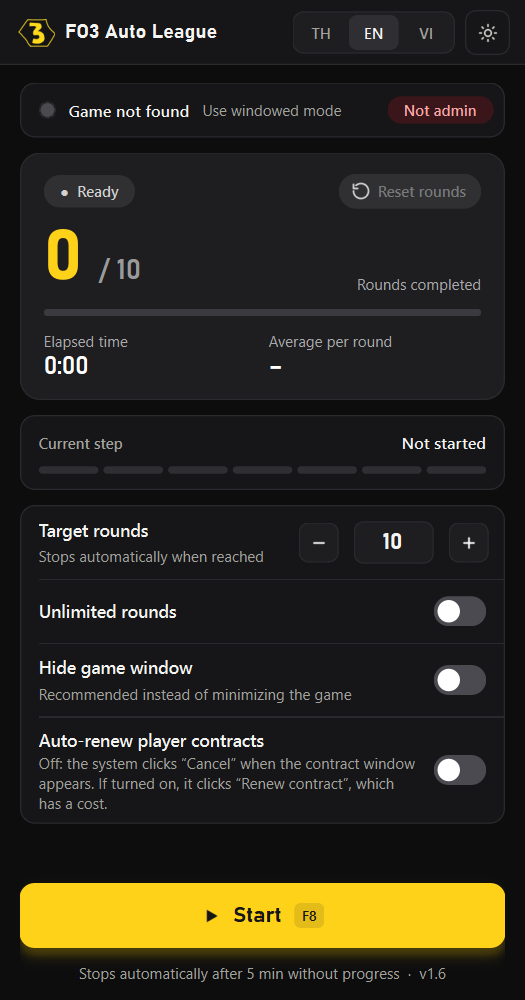 3 FO3 Auto League TH EN VI
Game not found Use windowed mode Not admin
Ready Reset rounds
0 / 10
Rounds completed
Elapsed time Average per round
0:00 –
Current step Not started
Target rounds
Stops automatically when reached
− 10 +
Unlimited rounds
Hide game window
Recommended instead of minimizing the game
Auto-renew player contracts
Off: the system clicks “Cancel” when the contract window
appears. If turned on, it clicks “Renew contract”, which
has a cost.
Start F8
Stops automatically after 5 min without progress · v1.6